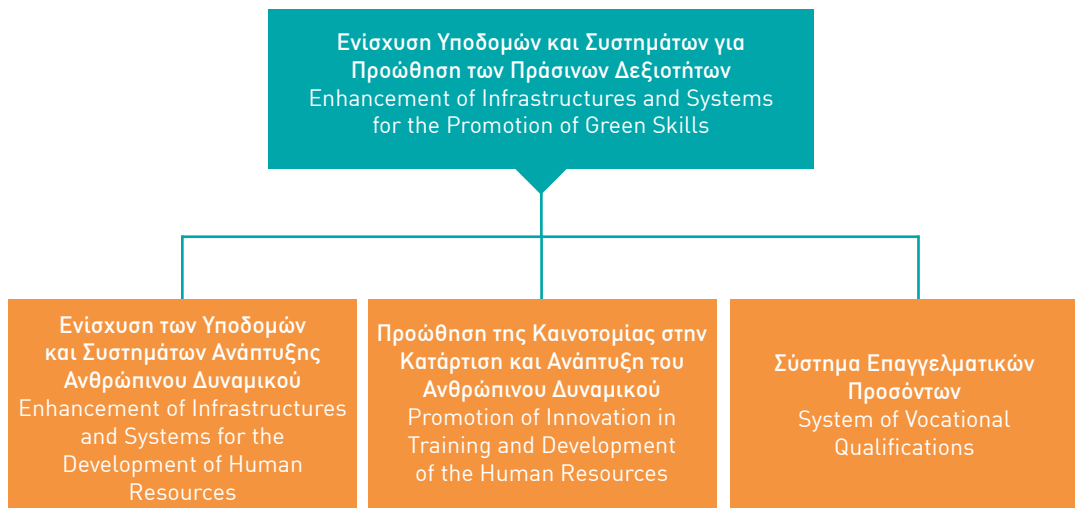 Ενίσχυση Υποδομών και Συστημάτων για
Προώθηση των Πράσινων Δεξιοτήτων
Enhancement of Infrastructures and Systems
for the Promotion of Green Skills
Ενίσχυση των Υποδομών
και Συστημάτων Ανάπτυξης
Ανθρώπινου Δυναμικού
Enhancement of Infrastructures
and Systems for the
Development of Human
Resources
Προώθηση της Καινοτομίας στην
Κατάρτιση και Ανάπτυξη του
Ανθρώπινου Δυναμικού
Promotion of Innovation in
Training and Development
of the Human Resources
Σύστημα Επαγγελματικών
Προσόντων
System of Vocational
Qualifications